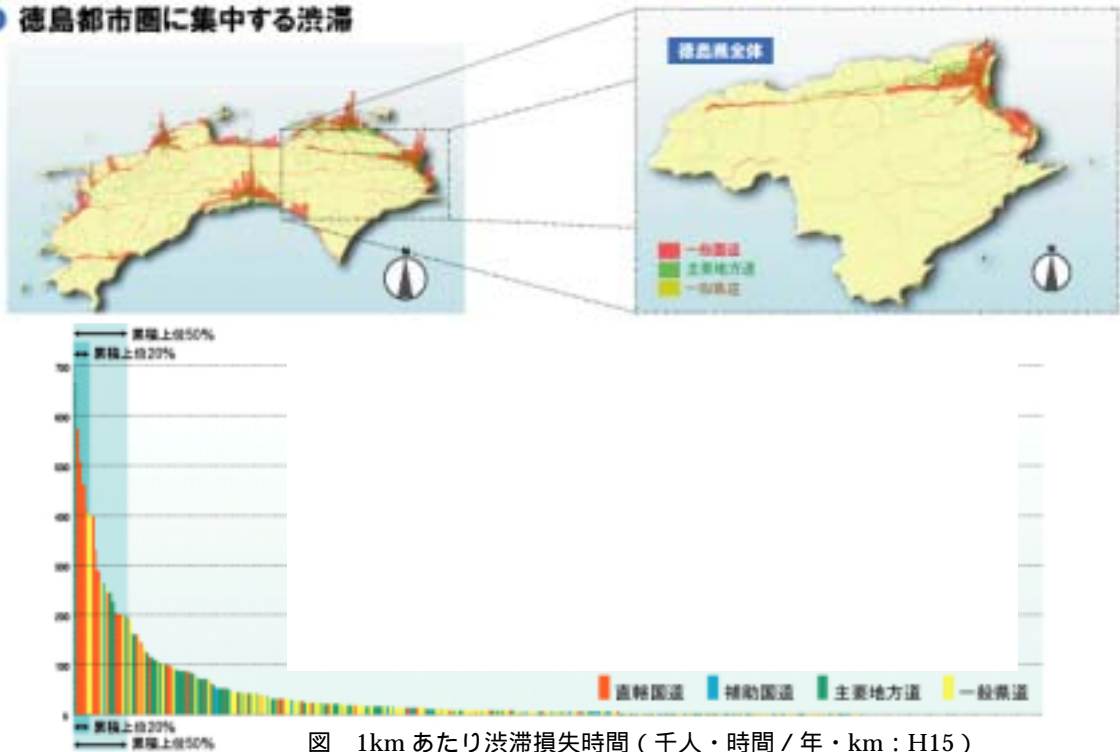 徳島都市圏に集中する渋滞
徳島県全体
一般国道
主要地方道
一般県道
N
N
累積上位50%
累積上位20%
700
600
500
400
300
200
100
0
直轄国道
補助国道
主要地方道
一般県道
累積上位20%
累積上位50%
図 1km あたり渋滞損失時間（千人・時間／年・km：H15）